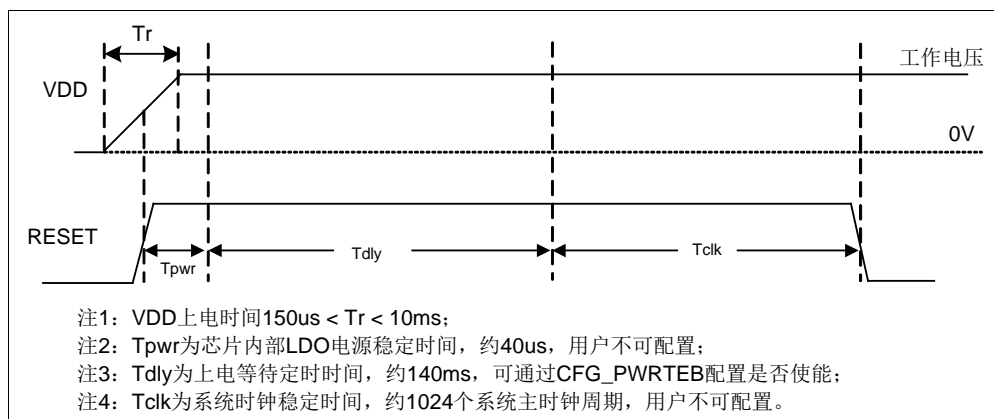 Tr
工作电压
VDD
0V
RESET
Tpwr
Tdly
Tclk
注1：VDD上电时间150us < Tr < 10ms；
注2：Tpwr为芯片内部LDO电源稳定时间，约40us，用户不可配置；
注3：Tdly为上电等待定时时间，约140ms，可通过CFG_PWRTEB配置是否使能；
注4：Tclk为系统时钟稳定时间，约1024个系统主时钟周期，用户不可配置。